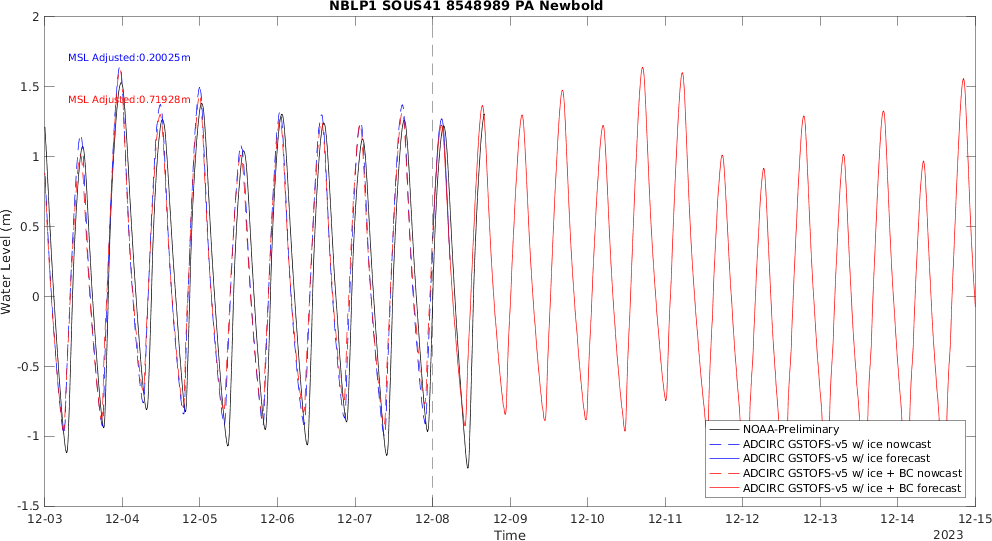 NBLP1 SOUS41 8548989 PA Newbold
2
1.5
1
0.5
0
-0.5
-1
-1.5
Water Level (m)
MSL Adjusted:0.20025m
MSL Adjusted:0.71928m
NOAA-Preliminary
ADCIRC GSTOFS-v5 w/ ice nowcast
ADCIRC GSTOFS-v5 w/ ice forecast
ADCIRC GSTOFS-v5 w/ ice + BC nowcast
ADCIRC GSTOFS-v5 w/ ice + BC forecast
12-03 12-04 12-05 12-06 12-07 12-08 12-09 12-10 12-11 12-12 12-13 12-14 12-15
Time
2023